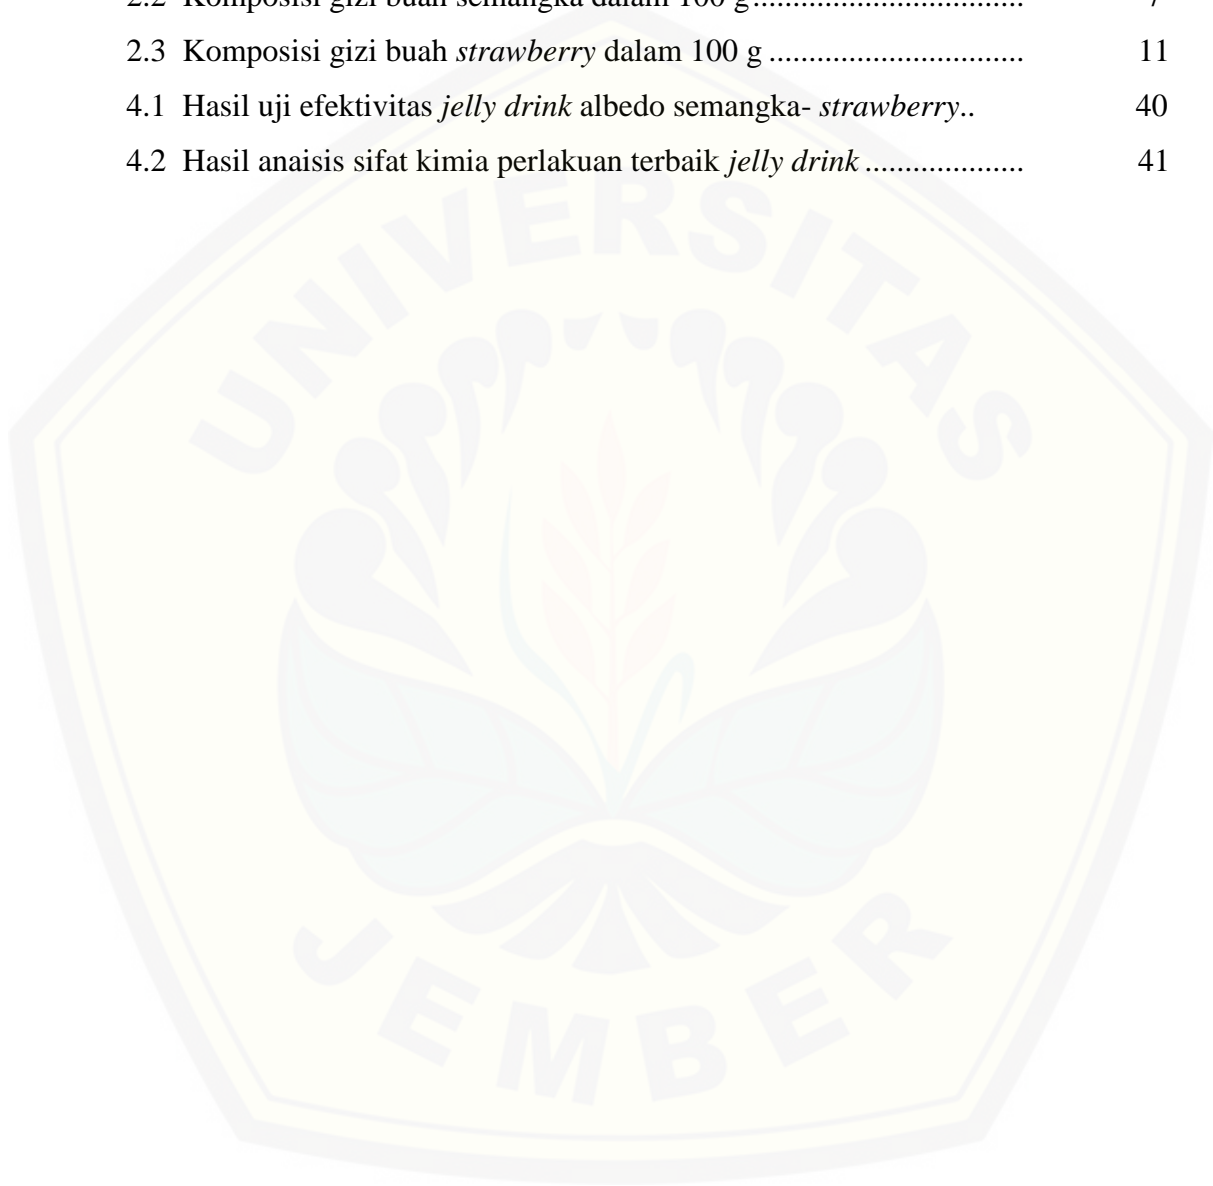 2.2 Komposisi gizi buah semangka dalam 100 g.................................. 7
2.3 Komposisi gizi buah strawberry dalam 100 g ................................ 11
4.1 Hasil uji efektivitas jelly drink albedo semangka- strawberry.. 40
4.2 Hasil anaisis sifat kimia perlakuan terbaik jelly drink .................... 41
UNIVERSITAS
JEMBER